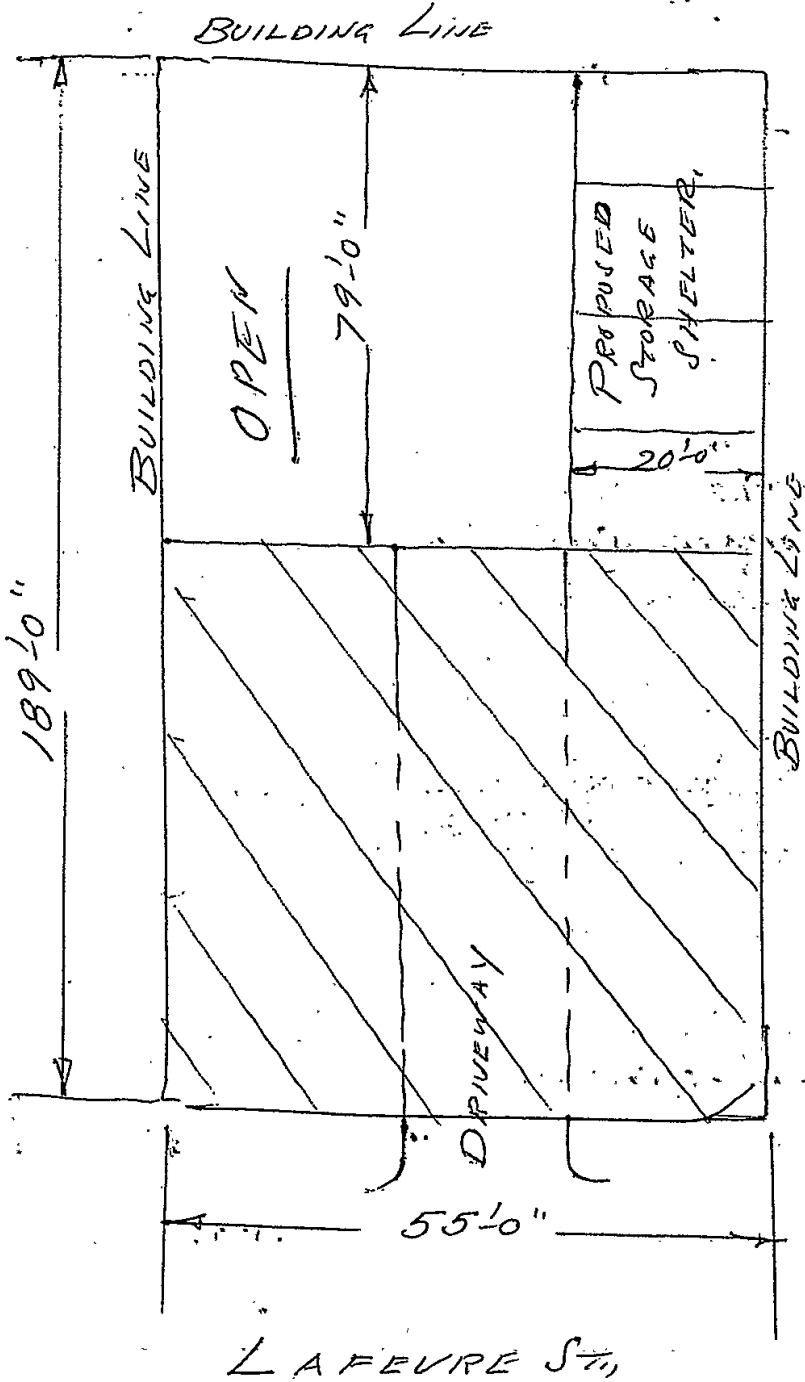 BUILDING LINE
BUILDING LINE
OPEN
79'-0"
PROPOSED
STORAGE
SHELTER,
20'-0"
189'-0"
BUILDING LINE
DRIVEWAY
55'-0"
LAFEVRE ST.,